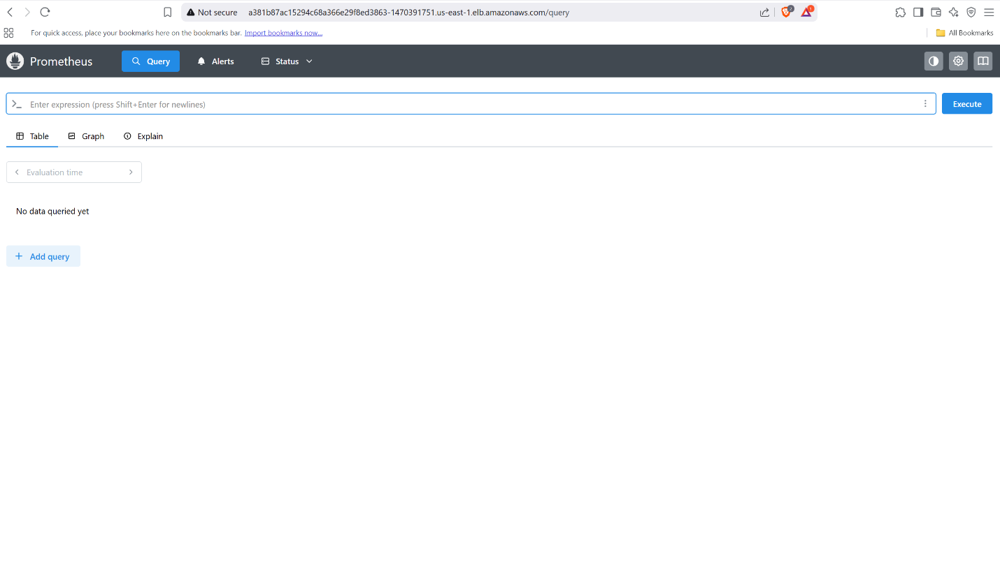 Not secure a381b87ac15294c68a366e29f8ed3863-1470391751.us-east-1.elb.amazonaws.com/query 2 1
For quick access, place your bookmarks here on the bookmarks bar. Import bookmarks now... All Bookmarks
Prometheus Query Alerts Status
Enter expression (press Shift+Enter for newlines) Execute
Table Graph Explain
Evaluation time
No data queried yet
Add query